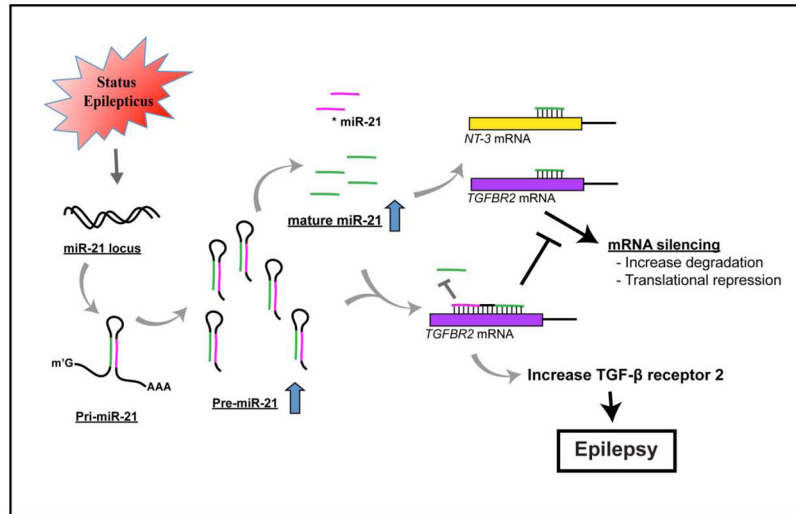 Status
Epilepticus
miR-21 locus
m'G
AAA
Pri-miR-21
Pre-miR-21
* miR-21
mature miR-21
NT-3 mRNA
TGFBR2 mRNA
mRNA silencing
- Increase degradation
- Translational repression
TGFBR2 mRNA
Increase TGF-β receptor 2
Epilepsy